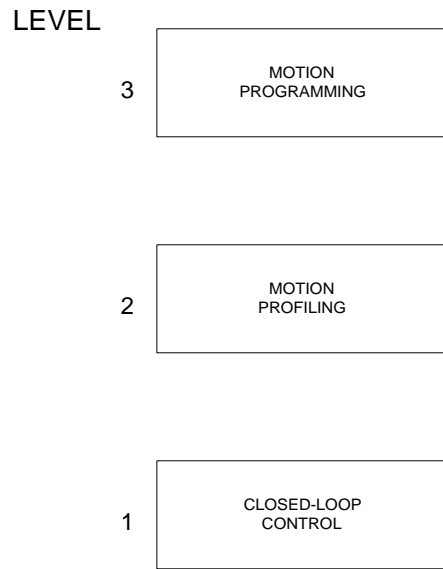 LEVEL
3
MOTION
PROGRAMMING
2
MOTION
PROFILING
1
CLOSED-LOOP
CONTROL